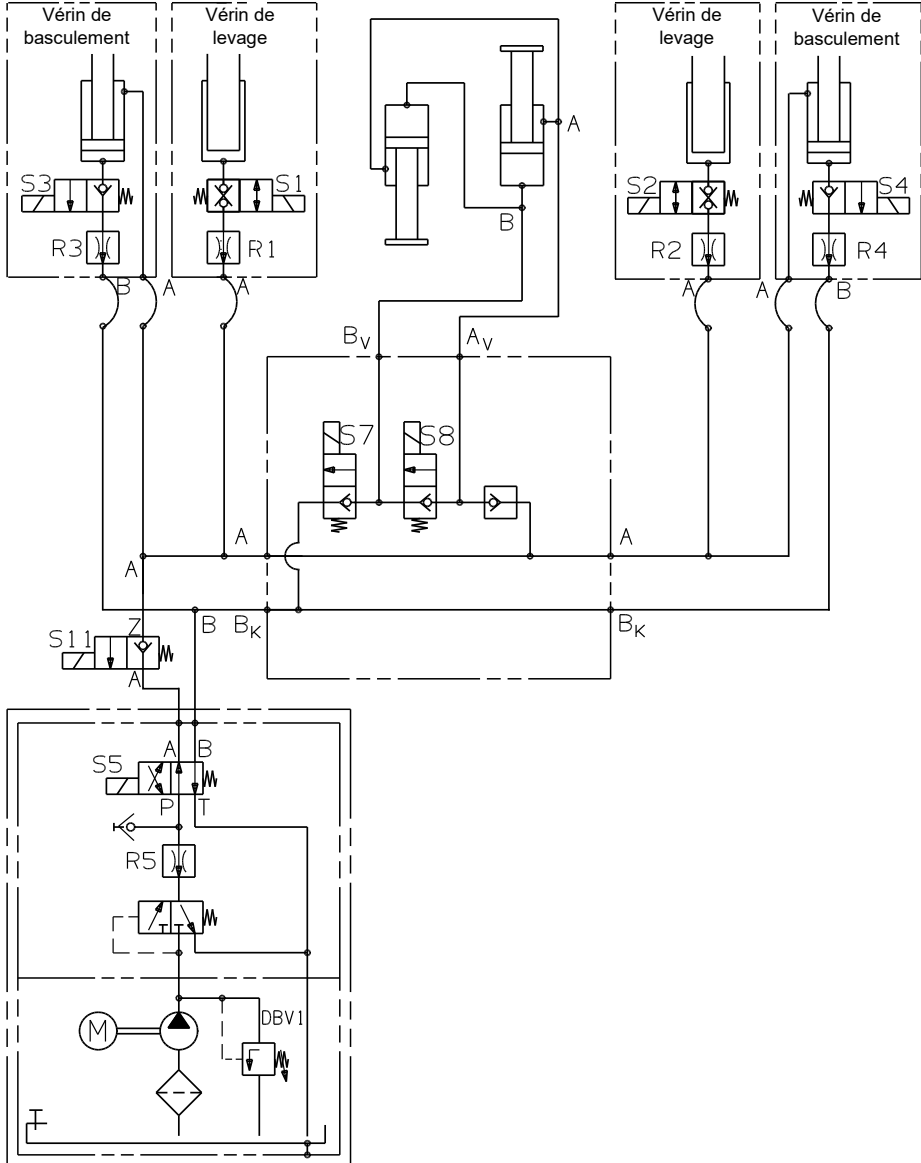 Vérin de
basculement
Vérin de
levage
Vérin de
levage
Vérin de
basculement
A
B
S3
S1
S2
S4
R3
R1
R2
R4
B
A
A
A
A
B
BV
AV
S7
S8
A
A
A
B
BK
BK
S11
Z
A
A
B
S5
P
T
R5
M
DBV1
T